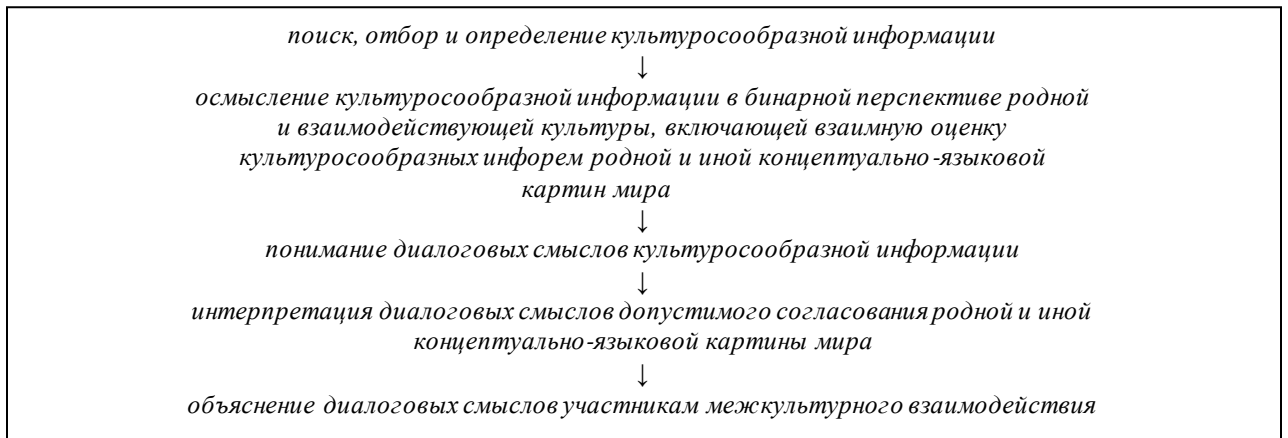 поиск, отбор и определение культуросообразной информации
↓
осмысление культуросообразной информации в бинарной перспективе родной
и взаимодействующей культуры, включающей взаимную оценку
культуросообразных инфорем родной и иной концептуально-языковой
картин мира
↓
понимание диалоговых смыслов культуросообразной информации
↓
интерпретация диалоговых смыслов допустимого согласования родной и иной
концептуально-языковой картины мира
↓
объяснение диалоговых смыслов участникам межкультурного взаимодействия